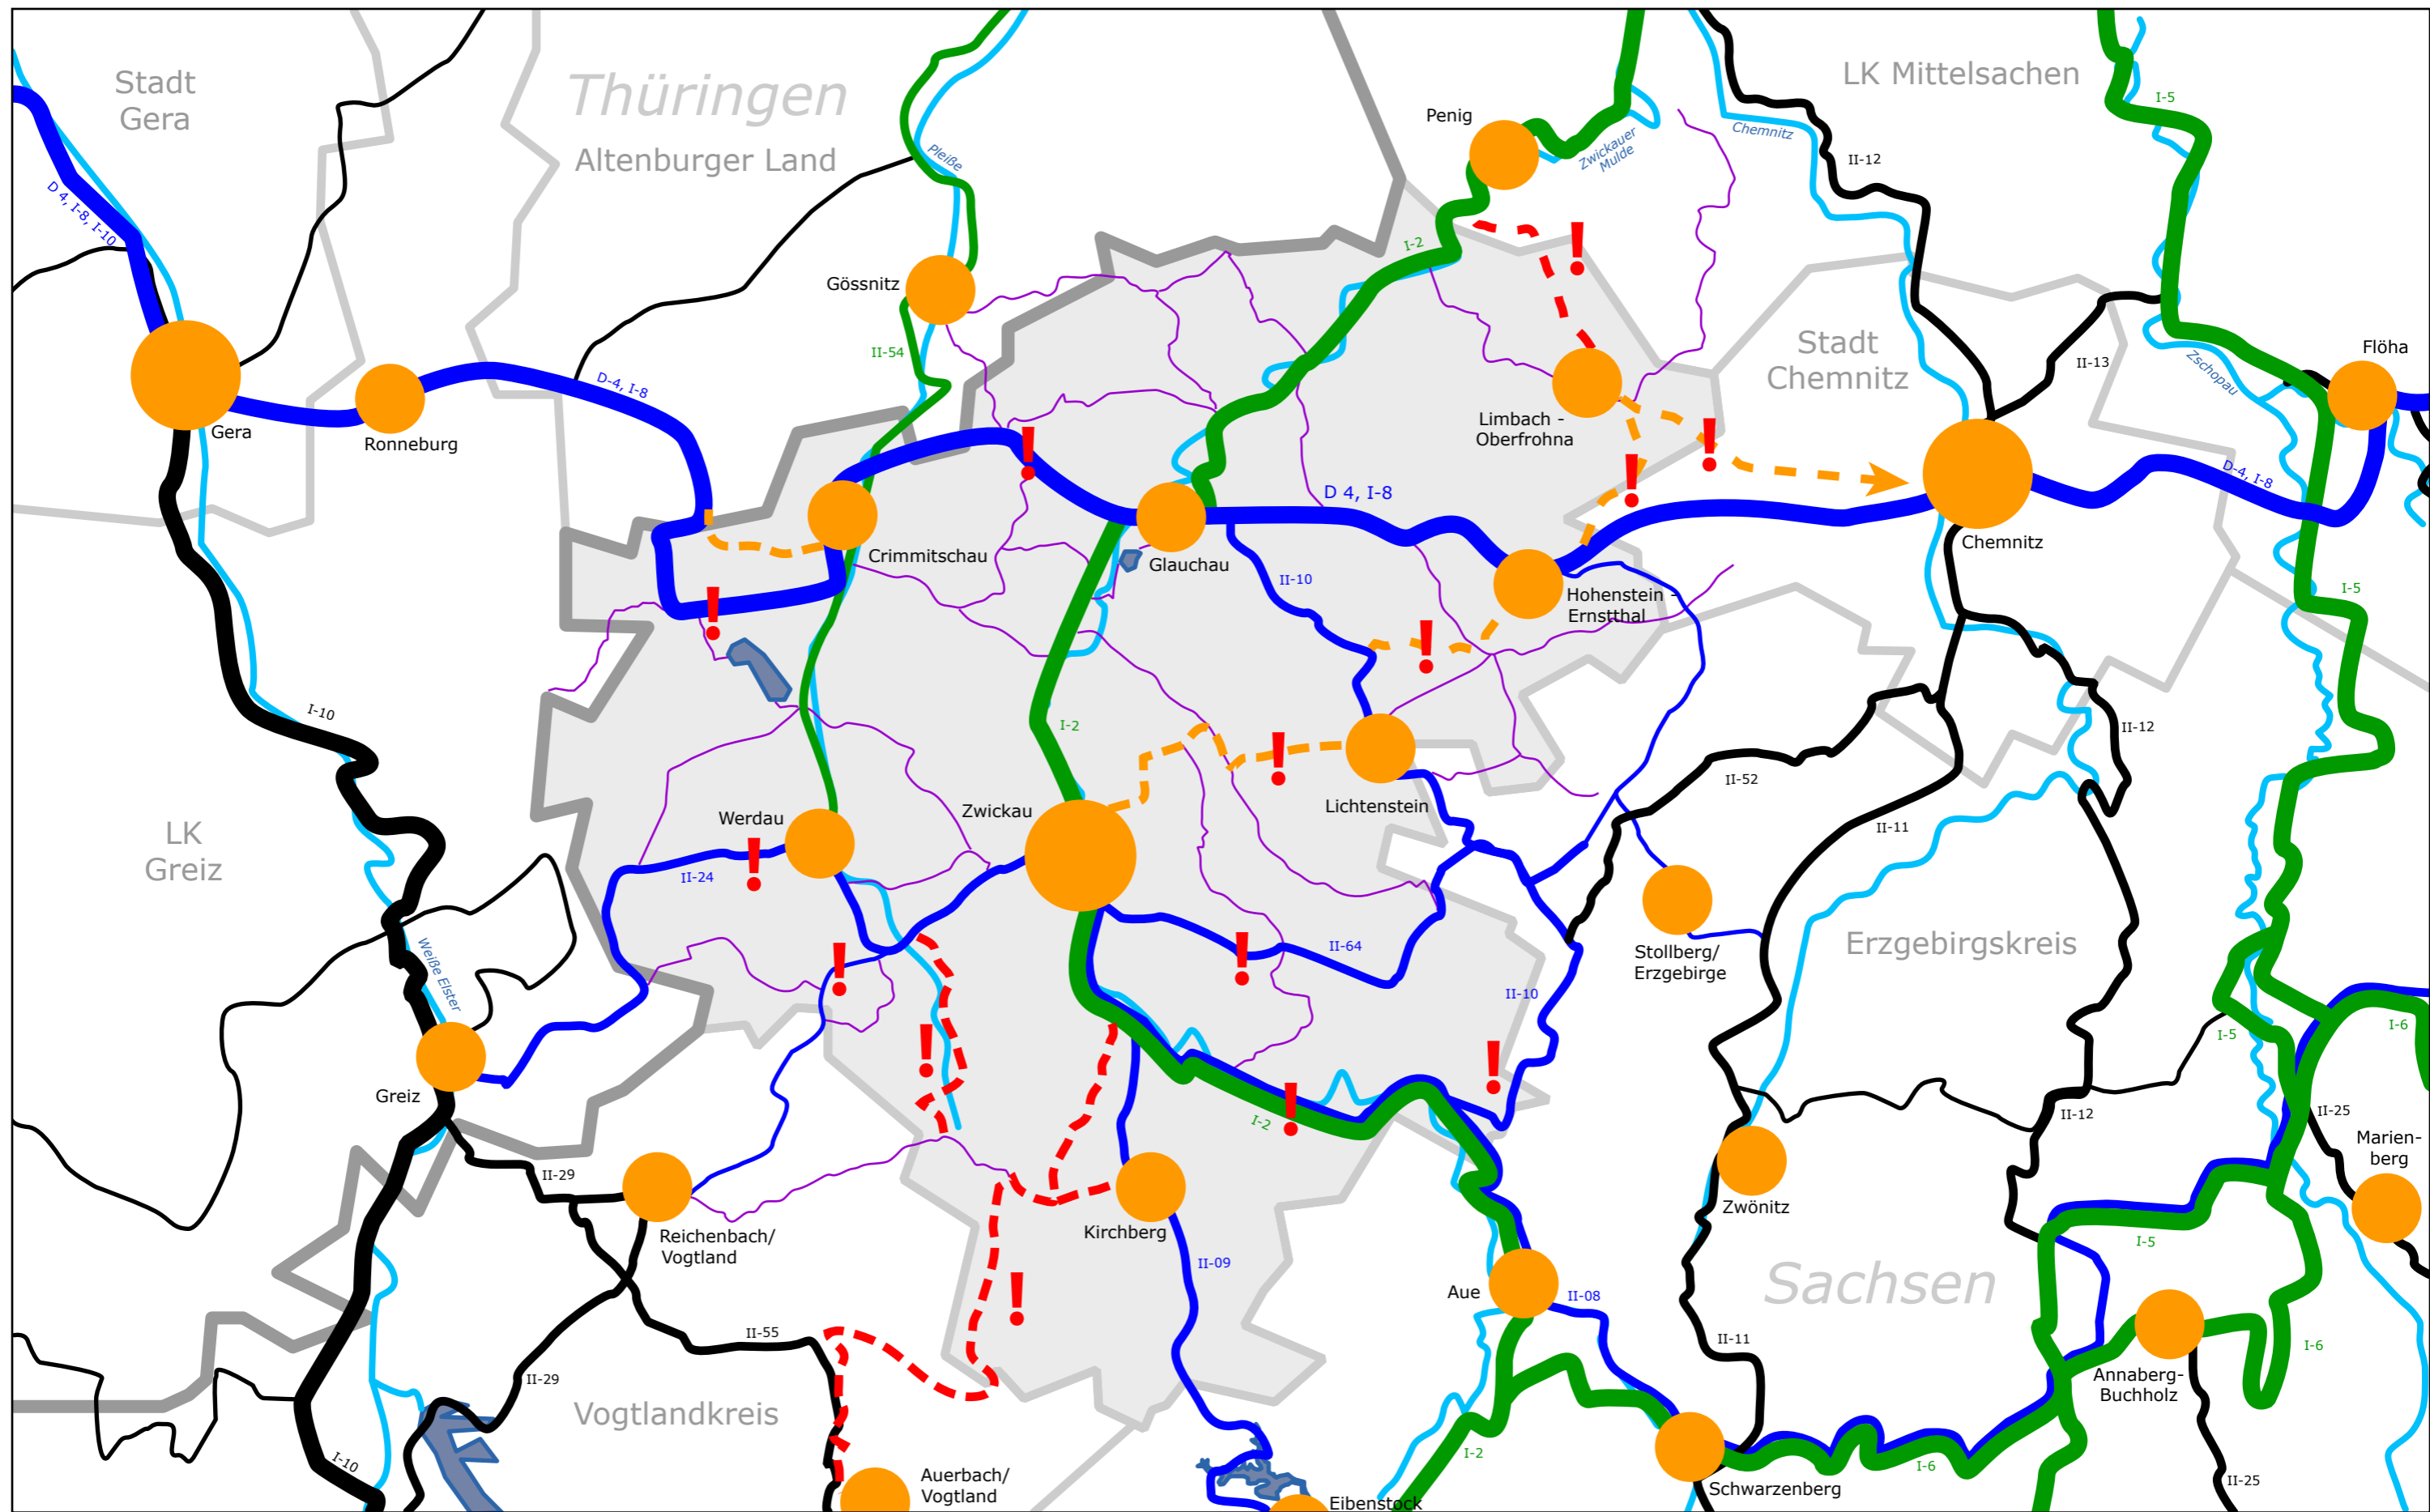 Stadt
Gera
Thüringen
Altenburger Land
LK Mittelsachen
Penig
I-5
Zwickauer
Mulde
Chemnitz
II-12
Pleiße
D 4, I-8, I-10
I-2
Gössnitz
II-54
Stadt
Chemnitz
II-13
Zschopau
Flöha
D-4, I-8
Gera
Ronneburg
Limbach -
Oberfrohna
!
!
!
!
D 4, I-8
D-4, I-8
Crimmitschau
Glauchau
Chemnitz
II-10
Hohenstein -
Ernstthal
I-5
!
!
I-10
I-2
II-12
!
II-52
Lichtenstein
Zwickau
Werdau
II-11
LK
Greiz
!
II-24
Weiße Elster
!
!
II-64
Stollberg/
Erzgebirge
Erzgebirgskreis
II-10
I-5
I-6
!
!
!
I-2
Greiz
II-12
II-25
Marien-
berg
II-29
Reichenbach/
Vogtland
Kirchberg
Zwönitz
I-5
II-09
Sachsen
Aue
II-08
!
II-55
II-11
I-6
II-29
Vogtlandkreis
Annaberg-
Buchholz
I-10
Auerbach/
Vogtland
I-2
I-6
Schwarzenberg
II-25
Eibenstock